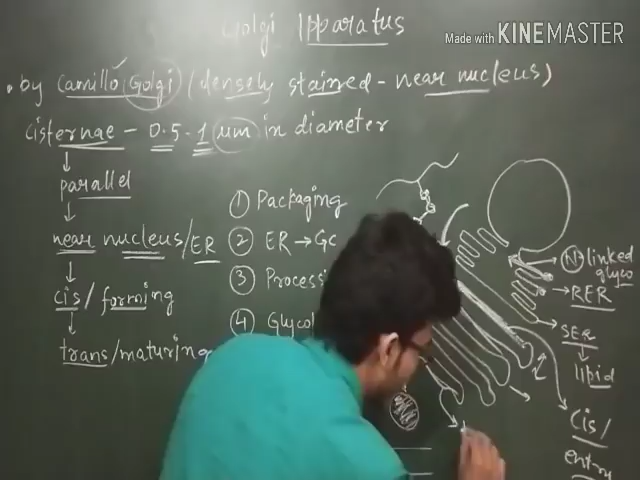 Golgi Apparatus
Made with KINEMASTER
. by Camillo Golgi (densely stained - near nucleus)
cisternae - 0.5-1 um in diameter
parallel
near nucleus/ER
cis/forming
trans/maturing
① Packaging
② ER → GC
③ Processi
④ Glycol
N-linked
glyco
RER
SER
lipid
Cis/
entry